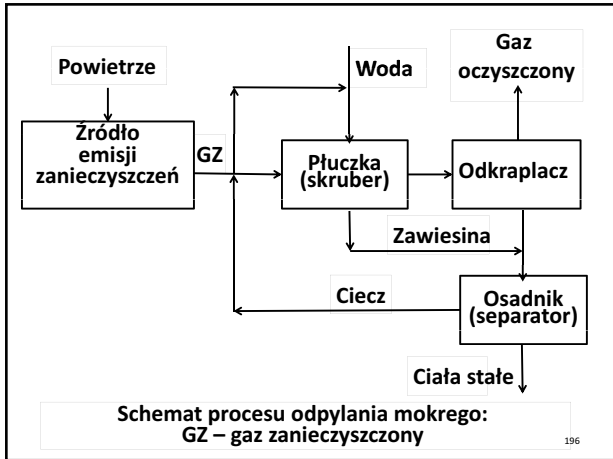 Powietrze
Woda
Gaz
oczyszczony
Źródło
emisji
zanieczyszczeń
GZ
Płuczka
(skruber)
Odkraplacz
Zawiesina
Ciecz
Osadnik
(separator)
Ciała stałe
Schemat procesu odpylania mokrego:
GZ – gaz zanieczyszczony
196